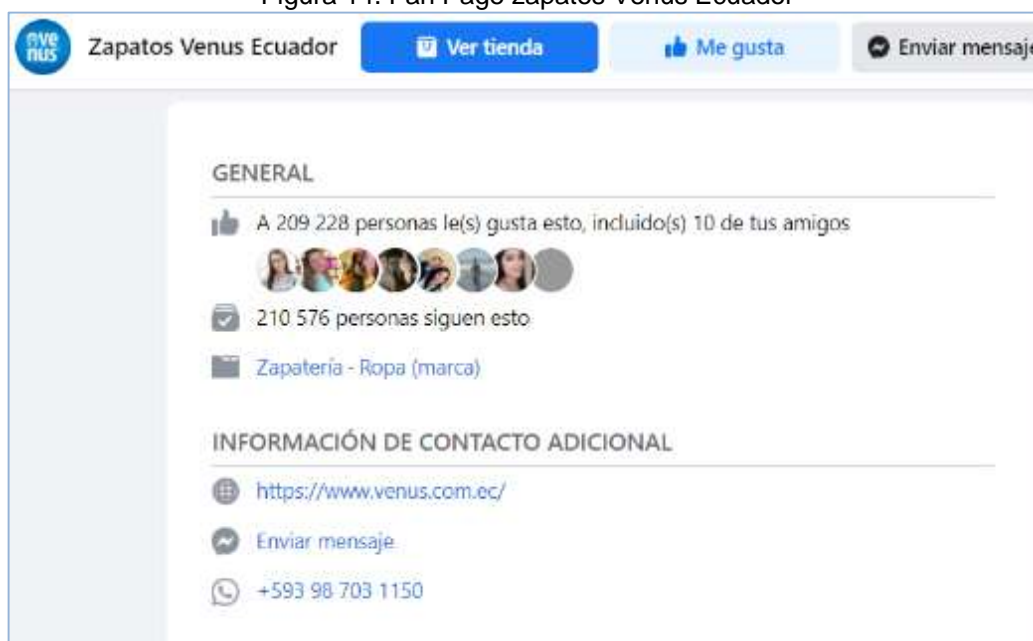 Zapatos Venus Ecuador
Ver tienda
Me gusta
Enviar mensaje
ve
nus
GENERAL
A 209 228 personas le(s) gusta esto, incluido(s) 10 de tus amigos
210 576 personas siguen esto
Zapatería - Ropa (marca)
INFORMACIÓN DE CONTACTO ADICIONAL
https://www.venus.com.ec/
Enviar mensaje
+593 98 703 1150